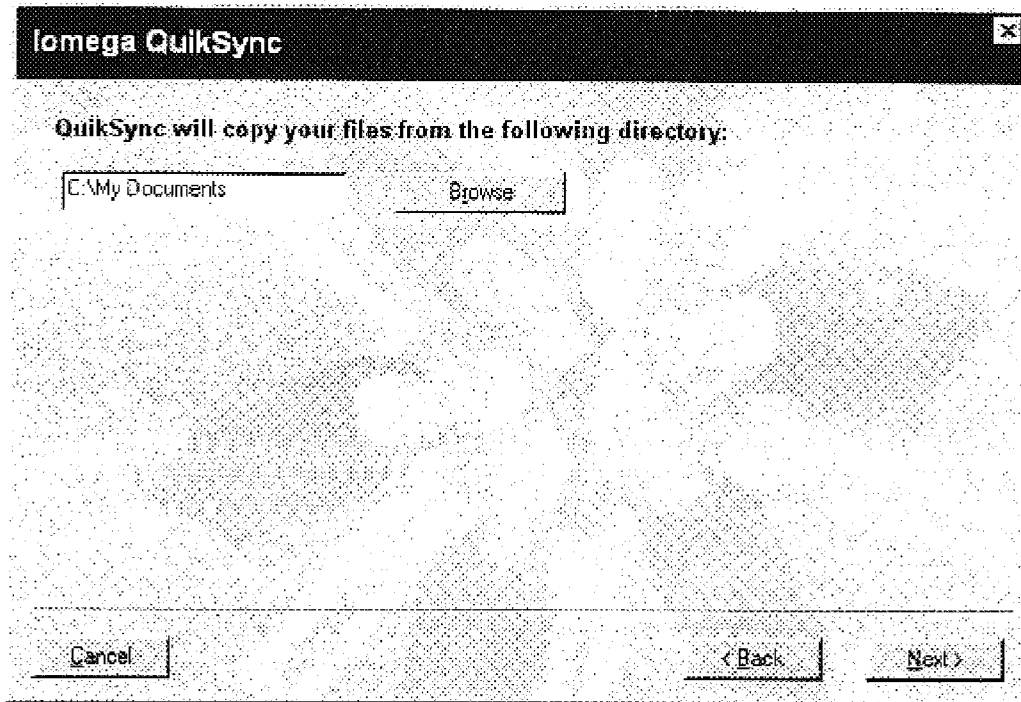 Iomega QuikSync
QuikSync will copy your files from the following directory:
C:\My Documents
Browse
Cancel
< Back
Next >